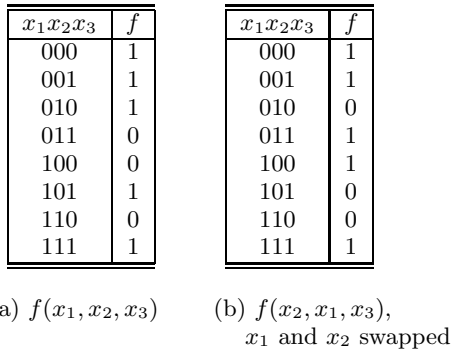 x₁x₂x₃ f x₁x₂x₃ f
000 1 000 1
001 1 001 1
010 1 010 0
011 0 011 1
100 0 100 1
101 1 101 0
110 0 110 0
111 1 111 1
a) f(x₁, x₂, x₃) (b) f(x₂, x₁, x₃),
x₁ and x₂ swapped